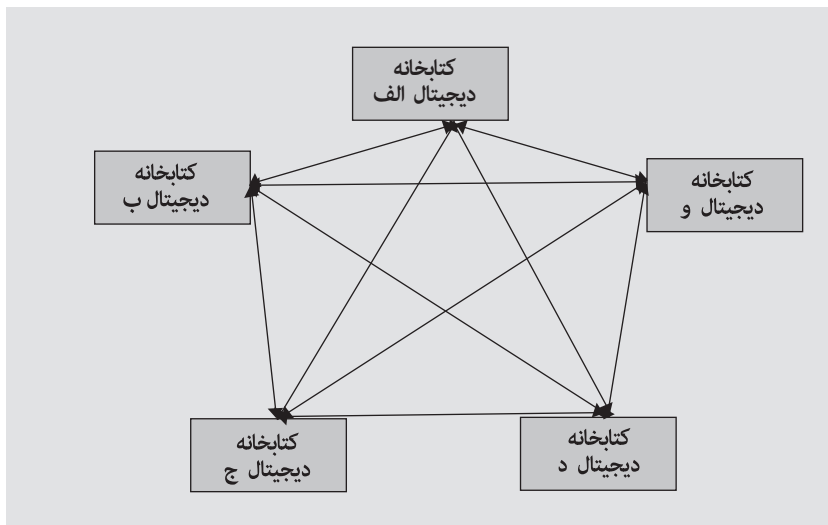 کتابخانه
دیجیتال الف
کتابخانه
دیجیتال و
کتابخانه
دیجیتال ب
کتابخانه
دیجیتال د
کتابخانه
دیجیتال ج